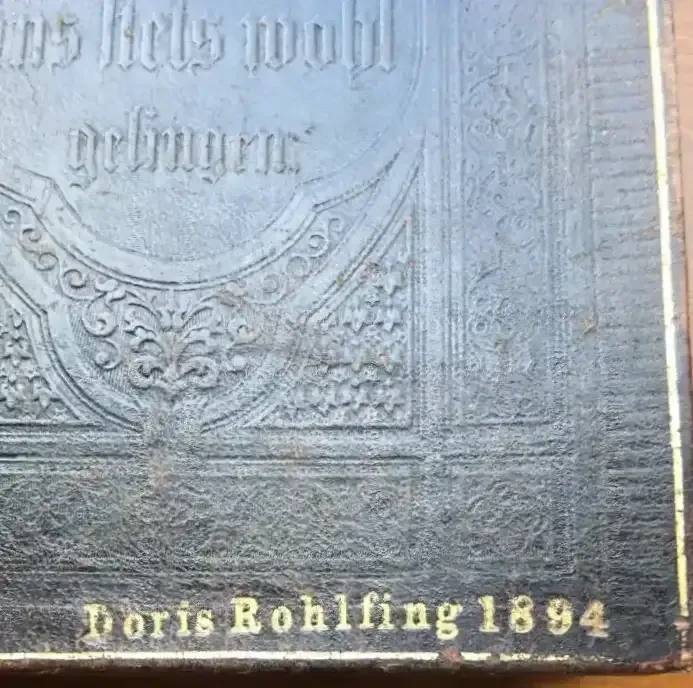 uns stets wohl
gelingen.
Doris Rohlfing 1894